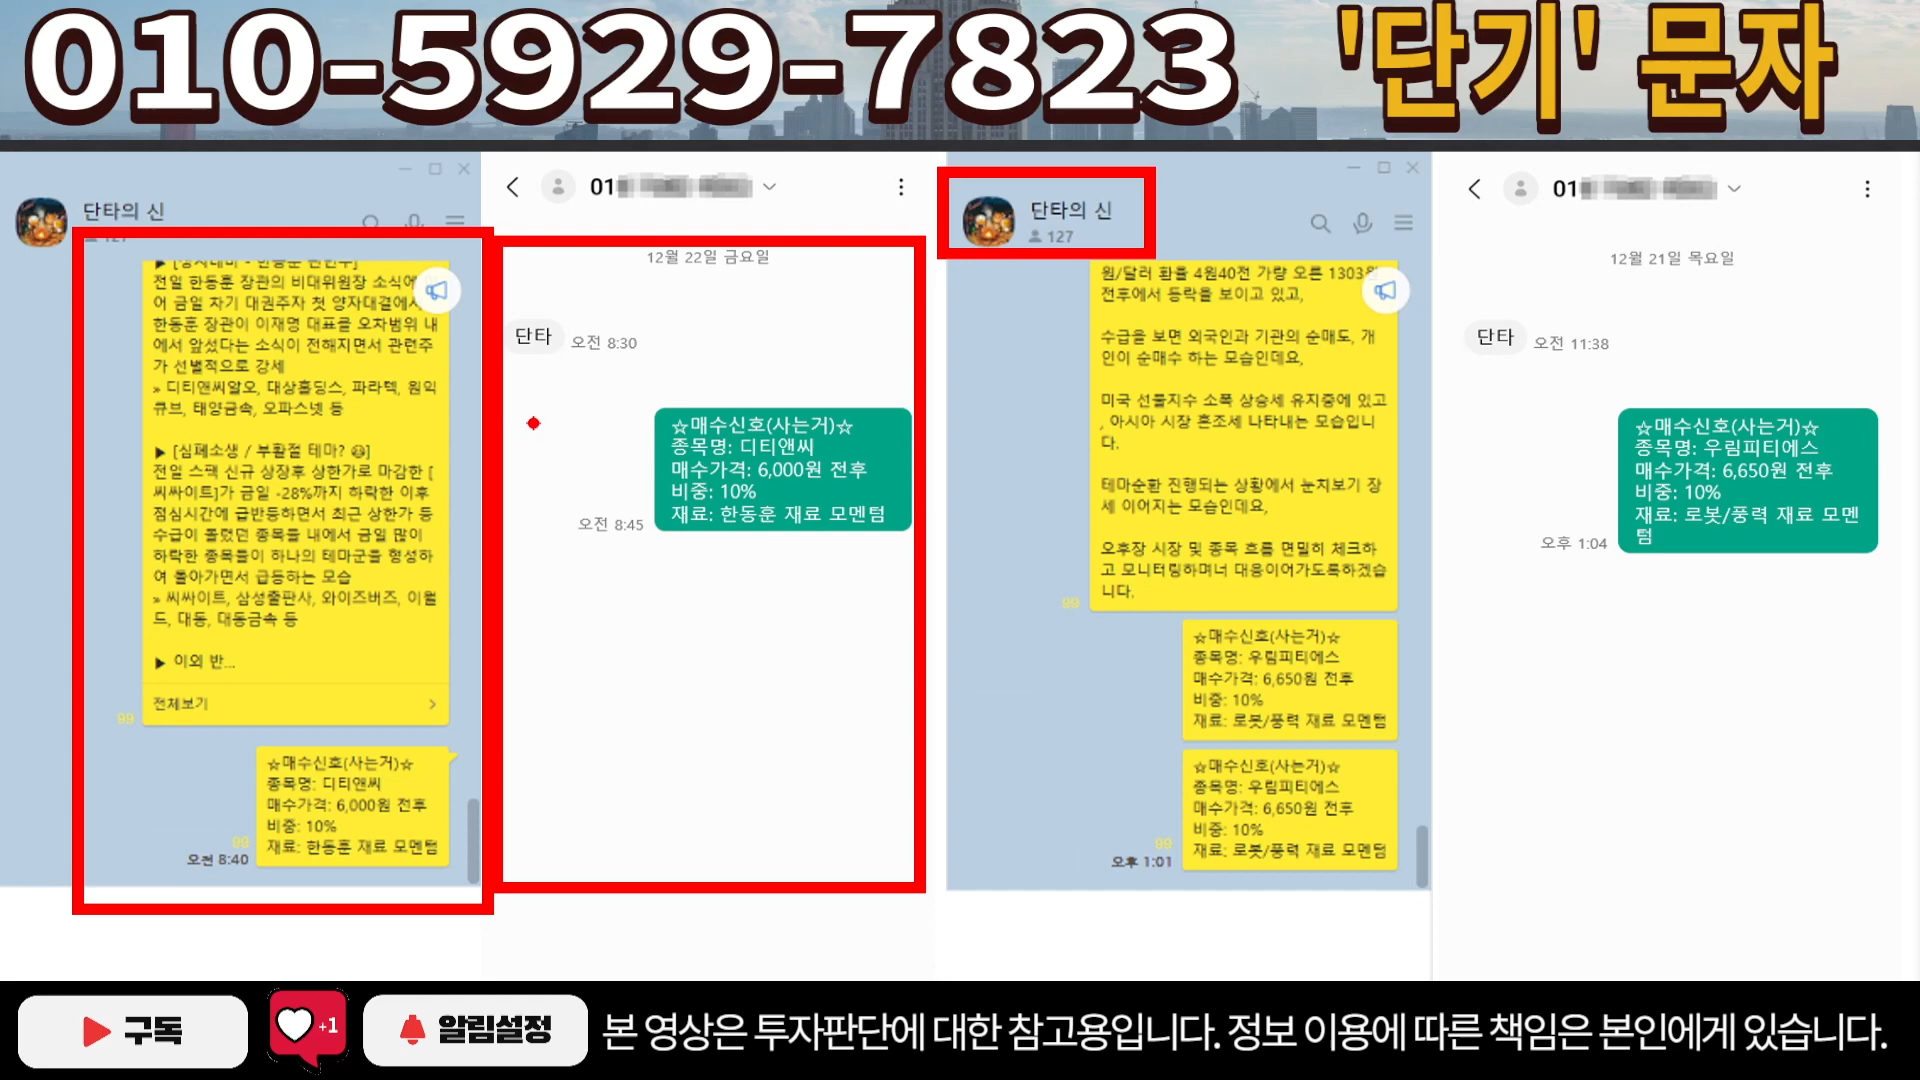 010-5929-7823 '단기' 문자
단타의 신
전일 한동훈 장관의 비대위원장 소식에
어 금일 차기 대권주자 첫 양자대결에서
한동훈 장관이 이재명 대표를 오차범위 내
에서 앞섰다는 소식이 전해지면서 관련주
가 선별적으로 강세
» 디티앤씨알오, 대상홀딩스, 파라텍, 원익
큐브, 태양금속, 오파스넷 등
▶ [심폐소생 / 부활절 테마? ]
전일 스팩 신규 상장후 상한가로 마감한 [
씨싸이트]가 금일 -28%까지 하락한 이후
점심시간에 급반등하면서 최근 상한가 등
수급이 몰렸던 종목들 내에서 금일 많이
하락한 종목들이 하나의 테마군을 형성하
여 돌아가면서 급등하는 모습
» 씨싸이트, 삼성출판사, 와이즈버즈, 이월
드, 대동, 대동금속 등
▶ 이외 반...
전체보기
99
☆매수신호(사는거)☆
종목명: 디티앤씨
매수가격: 6,000원 전후
비중: 10%
재료: 한동훈 재료 모멘텀
99
오전 8:40
01
12월 22일 금요일
단타
오전 8:30
☆매수신호(사는거)☆
종목명: 디티앤씨
매수가격: 6,000원 전후
비중: 10%
재료: 한동훈 재료 모멘텀
오전 8:45
단타의 신
127
원/달러 환율 4원40전 가량 오른 1303원
전후에서 등락을 보이고 있고,
수급을 보면 외국인과 기관의 순매도, 개
인이 순매수 하는 모습인데요,
미국 선물지수 소폭 상승세 유지중에 있고
, 아시아 시장 혼조세 나타내는 모습입니
다.
테마순환 진행되는 상황에서 눈치보기 장
세 이어지는 모습인데요,
오후장 시장 및 종목 흐름 면밀히 체크하
고 모니터링하며너 대응이어가도록하겠습
니다.
99
☆매수신호(사는거)☆
종목명: 우림피티에스
매수가격: 6,650원 전후
비중: 10%
재료: 로봇/풍력 재료 모멘텀
☆매수신호(사는거)☆
종목명: 우림피티에스
매수가격: 6,650원 전후
비중: 10%
재료: 로봇/풍력 재료 모멘텀
99
오후 1:01
01
12월 21일 목요일
단타
오전 11:38
☆매수신호(사는거)☆
종목명: 우림피티에스
매수가격: 6,650원 전후
비중: 10%
재료: 로봇/풍력 재료 모멘
텀
오후 1:04
구독
+1
알림설정
본 영상은 투자판단에 대한 참고용입니다. 정보 이용에 따른 책임은 본인에게 있습니다.